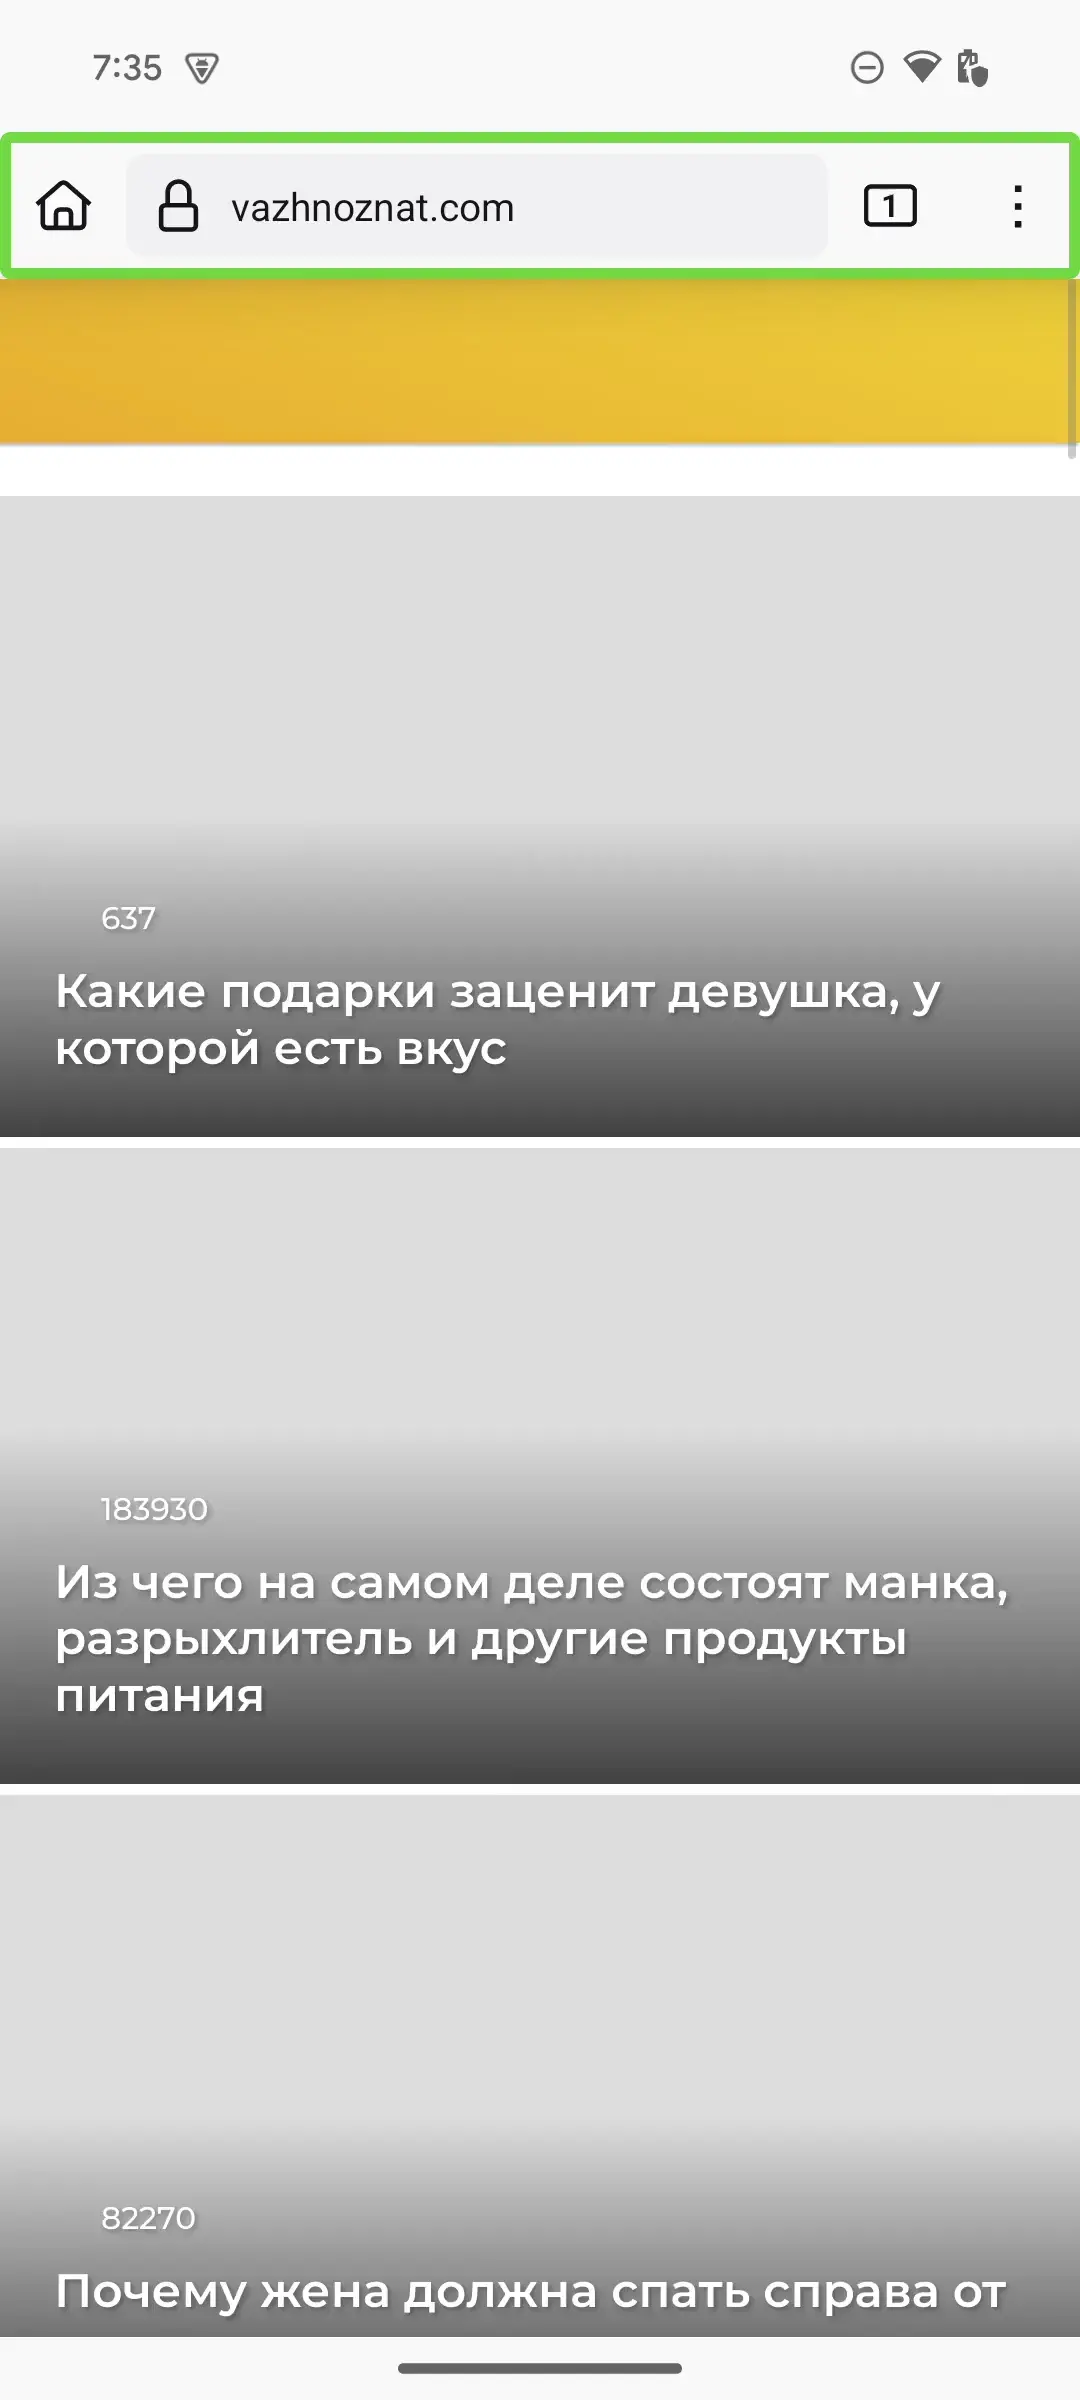 7:35
vazhnoznat.com
1
637
Какие подарки заценит девушка, у
которой есть вкус
183930
Из чего на самом деле состоят манка,
разрыхлитель и другие продукты
питания
82270
Почему жена должна спать справа от